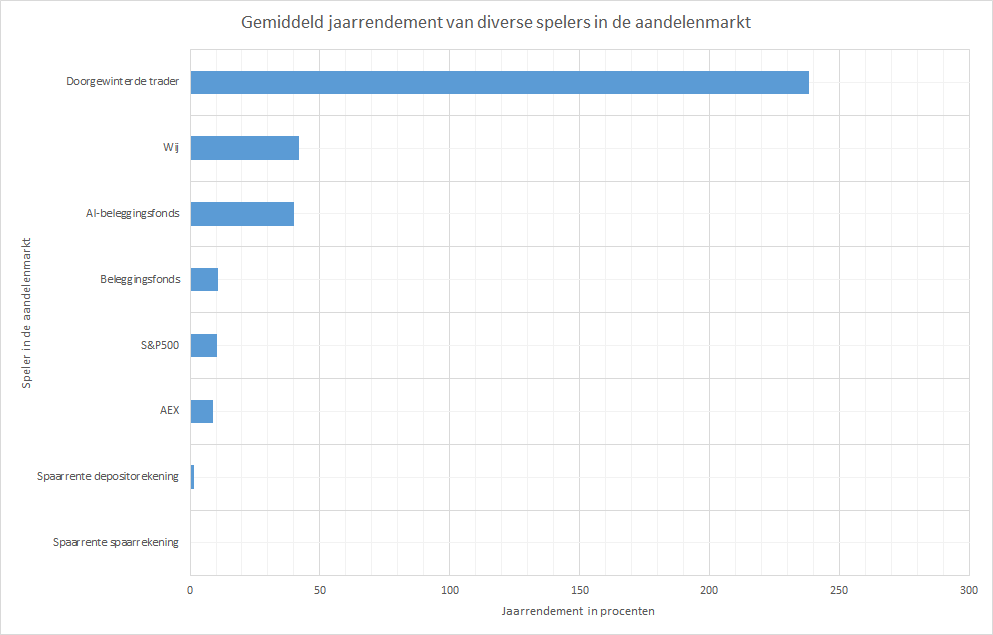 Gemiddeld jaarrendement van diverse spelers in de aandelenmarkt
Speler in de aandelenmarkt
Doorgewinterde trader
Wij
AI-beleggingsfonds
Beleggingsfonds
S&P500
AEX
Spaarrente depositorekening
Spaarrente spaarrekening
0 50 100 150 200 250 300
Jaarrendement in procenten